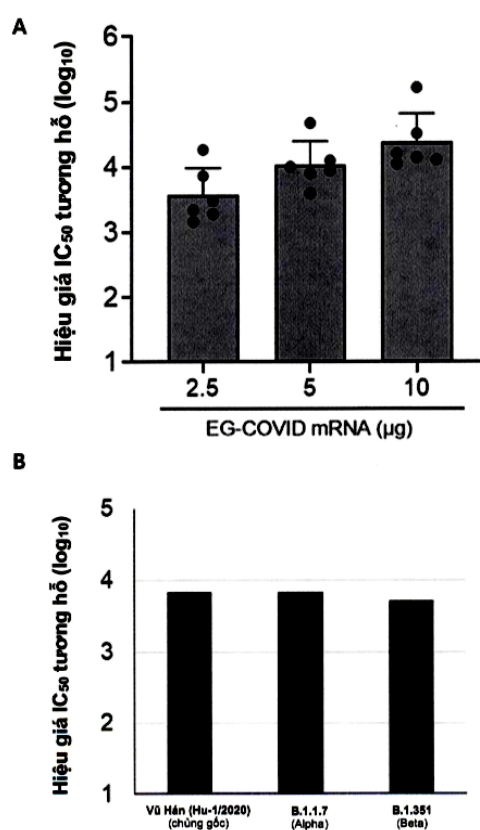 A
Hiệu giá IC50 tương hỗ (log10)
6
5
4
3
2
1
2.5 5 10
EG-COVID mRNA (µg)
B
Hiệu giá IC50 tương hỗ (log10)
5
4
3
2
1
Vũ Hán (Hu-1/2020) B.1.1.7 B.1.351
(chủng gốc) (Alpha) (Beta)